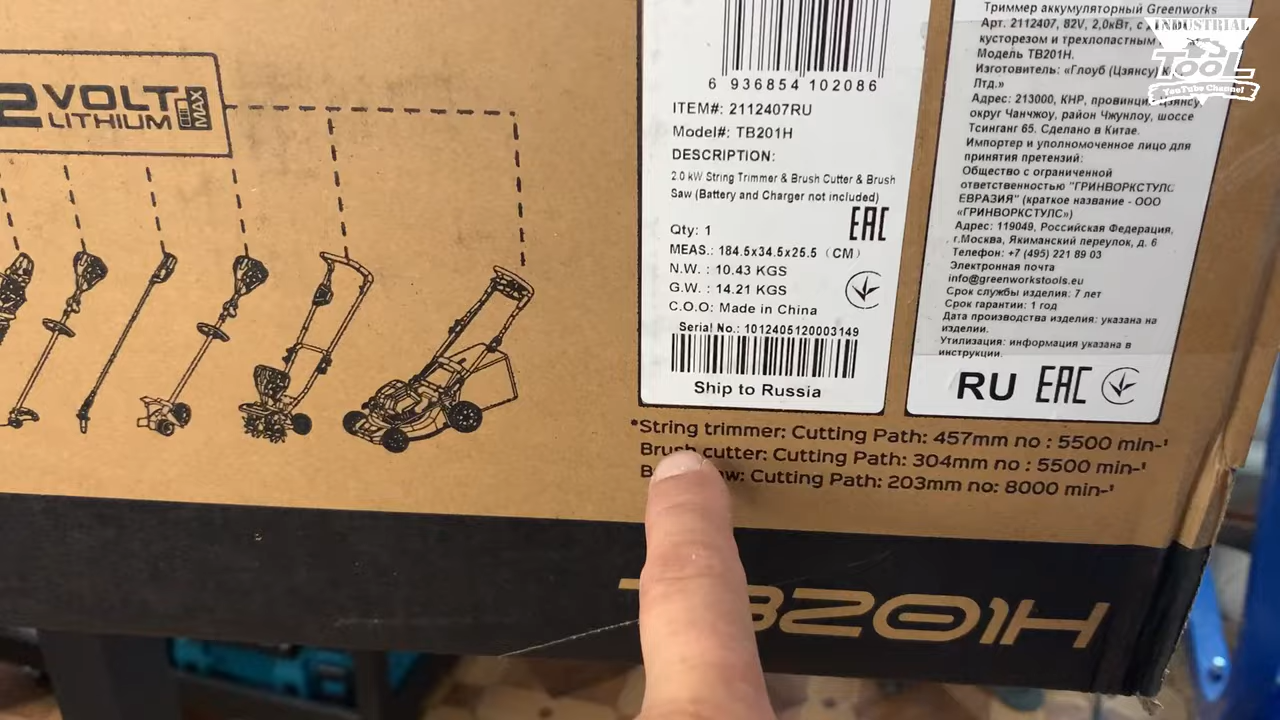 2 VOLT
LITHIUM
MAX
6 936854 102086
ITEM#: 2112407RU
Model#: TB201H
DESCRIPTION:
2.0 kW String Trimmer & Brush Cutter & Brush
Saw (Battery and Charger not included)
EAC
Qty: 1
MEAS.: 184.5x34.5x25.5 (CM)
N.W. : 10.43 KGS
G.W. : 14.21 KGS
C.O.O: Made in China
Serial No.: 1012405120003149
Ship to Russia
Триммер аккумуляторный Greenworks
Арт. 2112407, 82V, 2,0кВт, с
кусторезом и трехлопастным
Модель TB201H.
Изготовитель: «Глоуб (Цзянсу)
Лтд.»
Адрес: 213000, КНР, провинция Цзянсу,
округ Чанчжоу, район Чжунлоу, шоссе
Тсинганг 65. Сделано в Китае.
Импортер и уполномоченное лицо для
принятия претензий:
Общество с ограниченной
ответственностью "ГРИНВОРКСТУЛС
ЕВРАЗИЯ" (краткое название - ООО
«ГРИНВОРКСТУЛС»)
Адрес: 119049, Российская Федерация,
г.Москва, Якиманский переулок, д. 6
Телефон: +7 (495) 221 89 03
Электронная почта
info@greenworkstools.eu
Срок службы изделия: 7 лет
Срок гарантии: 1 год
Дата производства изделия: указана на
изделии.
Утилизация: информация указана в
инструкции.
RU EAC
*String trimmer: Cutting Path: 457mm no : 5500 min-¹
Brush cutter: Cutting Path: 304mm no : 5500 min-¹
Cutting Path: 203mm no: 8000 min-¹
TB201H
INDUSTRIAL
TOOL
YouTube Channel